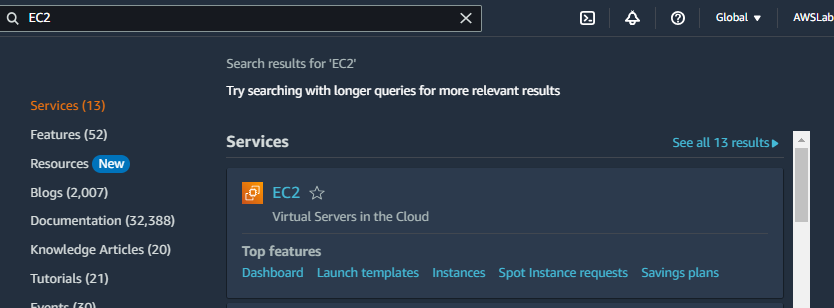 EC2
Global
AWSLab
Search results for 'EC2'
Try searching with longer queries for more relevant results
Services (13)
Features (52)
Resources New
Blogs (2,007)
Documentation (32,388)
Knowledge Articles (20)
Tutorials (21)
Events (30)
Services
See all 13 results
EC2
Virtual Servers in the Cloud
Top features
Dashboard Launch templates Instances Spot Instance requests Savings plans